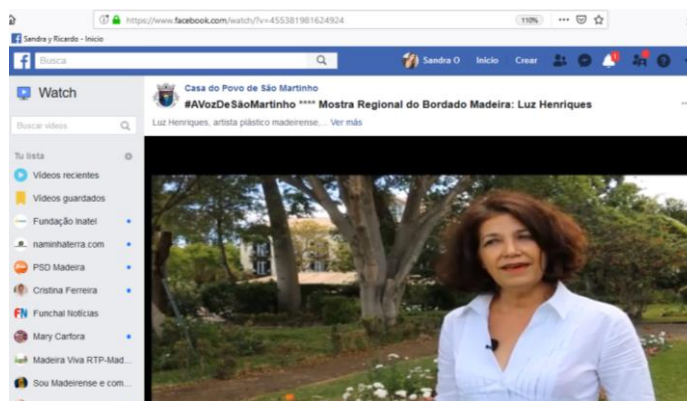 https://www.facebook.com/watch/?v=455381981624924
110%
Sandra y Ricardo - Inicio
f
Busca
Sandra O
Inicio
Crear
Watch
Buscar videos
Casa do Povo de São Martinho
#AVozDeSãoMartinho **** Mostra Regional do Bordado Madeira: Luz Henriques
Luz Henriques, artista plástico madeirense,... Ver más
Tu lista
Vídeos recientes
Vídeos guardados
Fundação Inatel
naminhaterra.com
PSD Madeira
Cristina Ferreira
FN Funchal Notícias
Mary Carfora
Madeira Viva RTP-Mad...
Sou Madeirense e com...